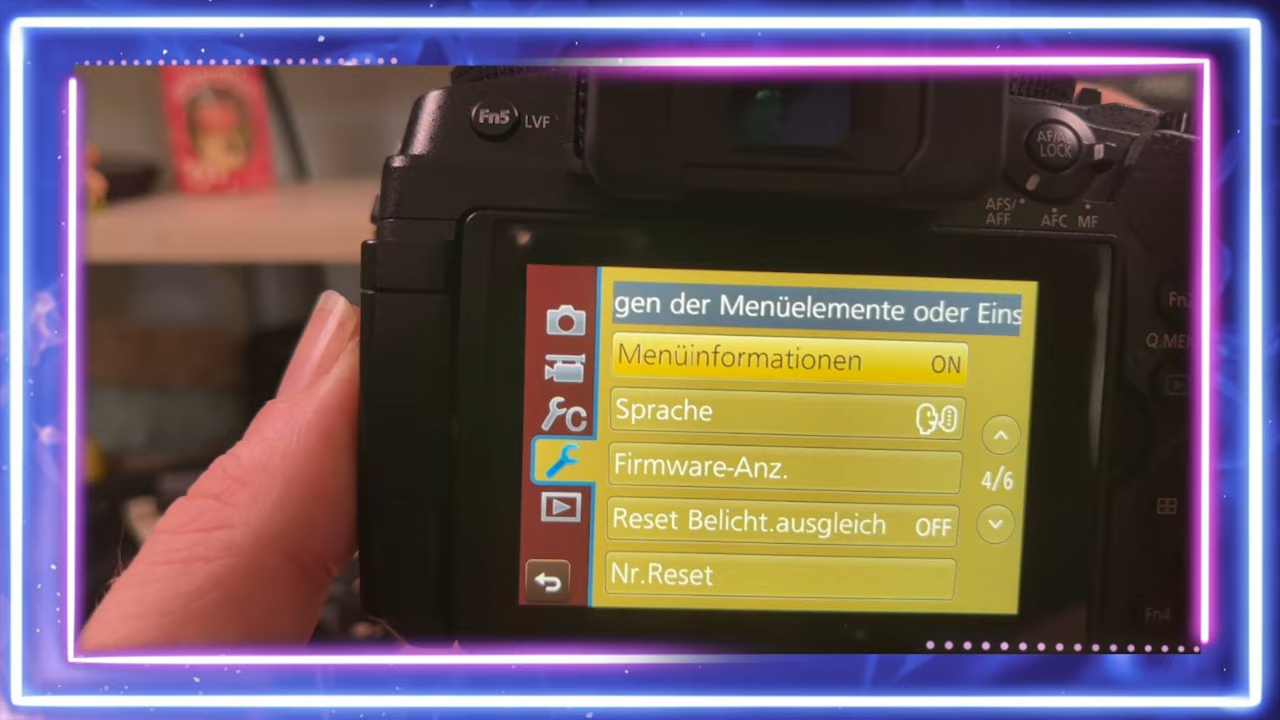 Fn5 LVF
AF/AE
LOCK
AFS/
AFF AFC MF
gen der Menüelemente oder Eins
Menüinformationen ON
Sprache
Firmware-Anz.
4/6
Reset Belicht.ausgleich OFF
Nr.Reset
C
Q.ME
Fn4